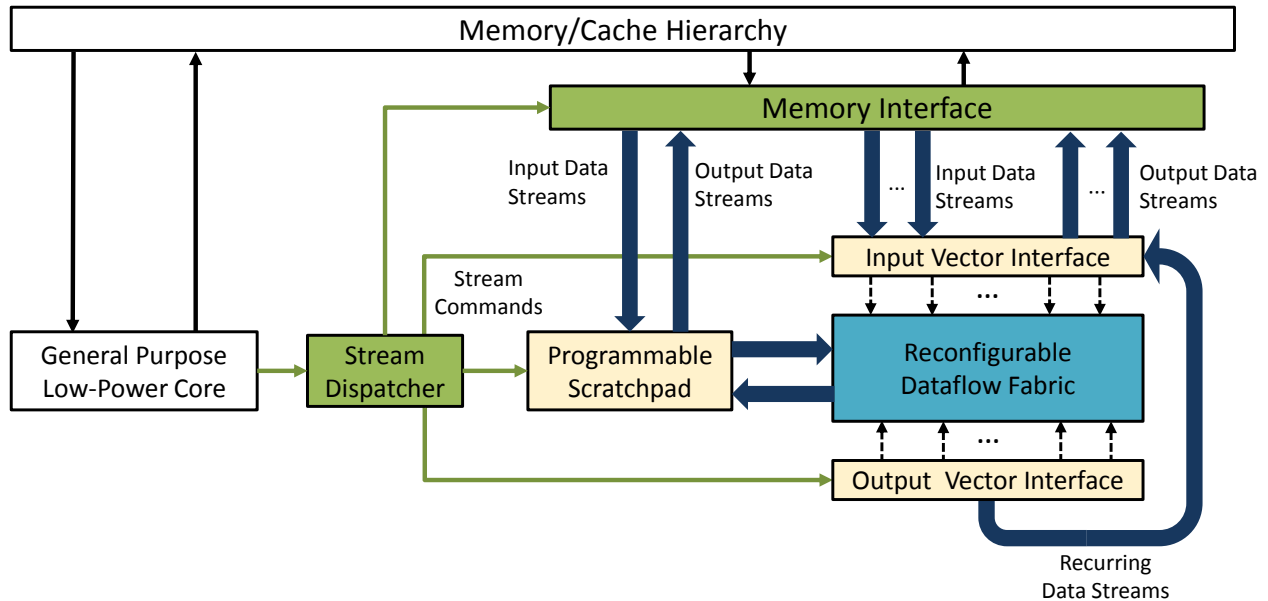 Memory/Cache Hierarchy
Memory Interface
Input Data
Streams
Output Data
Streams
...
Input Data
Streams
...
Output Data
Streams
Input Vector Interface
Stream
Commands
...
General Purpose
Low-Power Core
Stream
Dispatcher
Programmable
Scratchpad
Reconfigurable
Dataflow Fabric
...
Output Vector Interface
Recurring
Data Streams